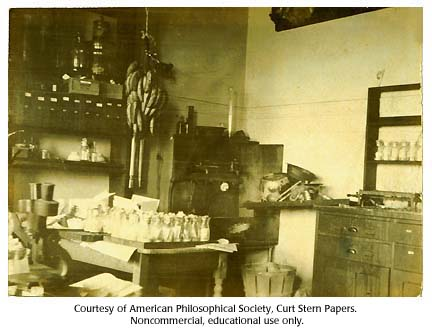 Courtesy of American Philosophical Society, Curt Stern Papers.
Noncommercial, educational use only.